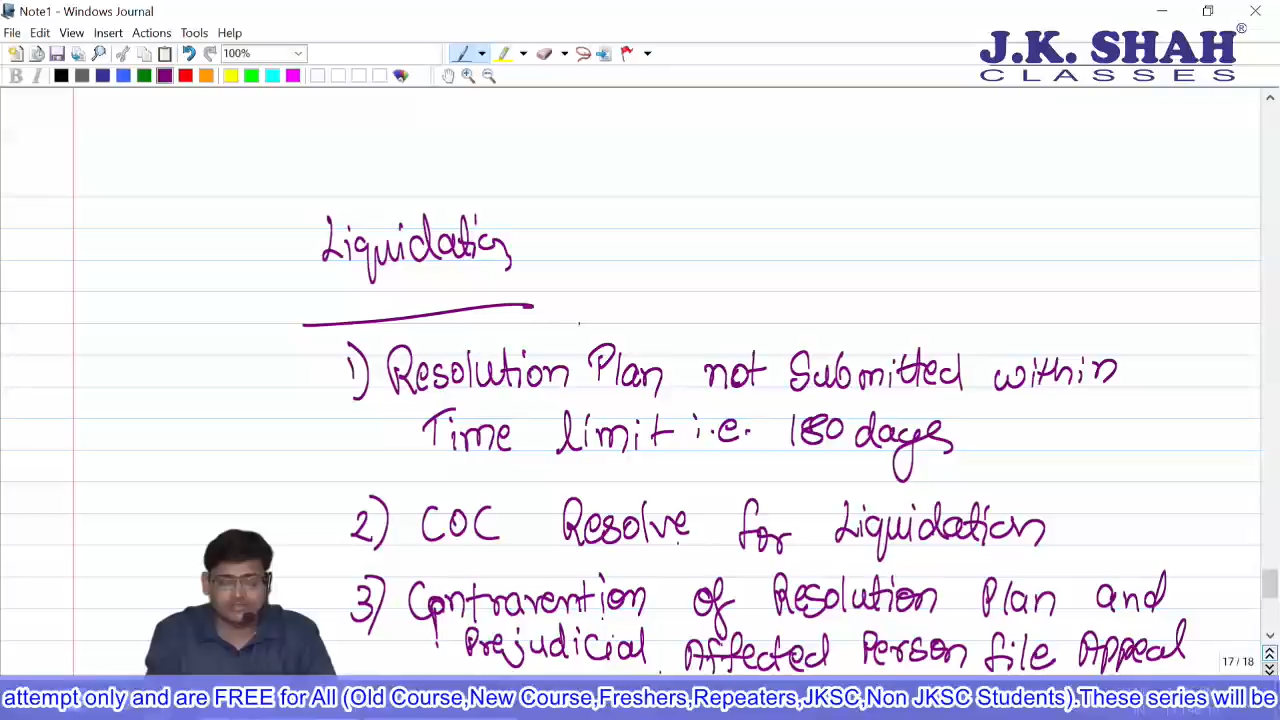 Note1 - Windows Journal
File Edit View Insert Actions Tools Help
100%
J.K. SHAH®
CLASSES
Liquidation
1) Resolution Plan not Submitted within
Time limit i.e. 180 days
2) COC Resolve for Liquidation
3) Contravention of Resolution Plan and
Prejudicial Affected Person file Appeal
17 / 18
attempt only and are FREE for All (Old Course,New Course,Freshers,Repeaters,JKSC,Non JKSC Students).These series will be